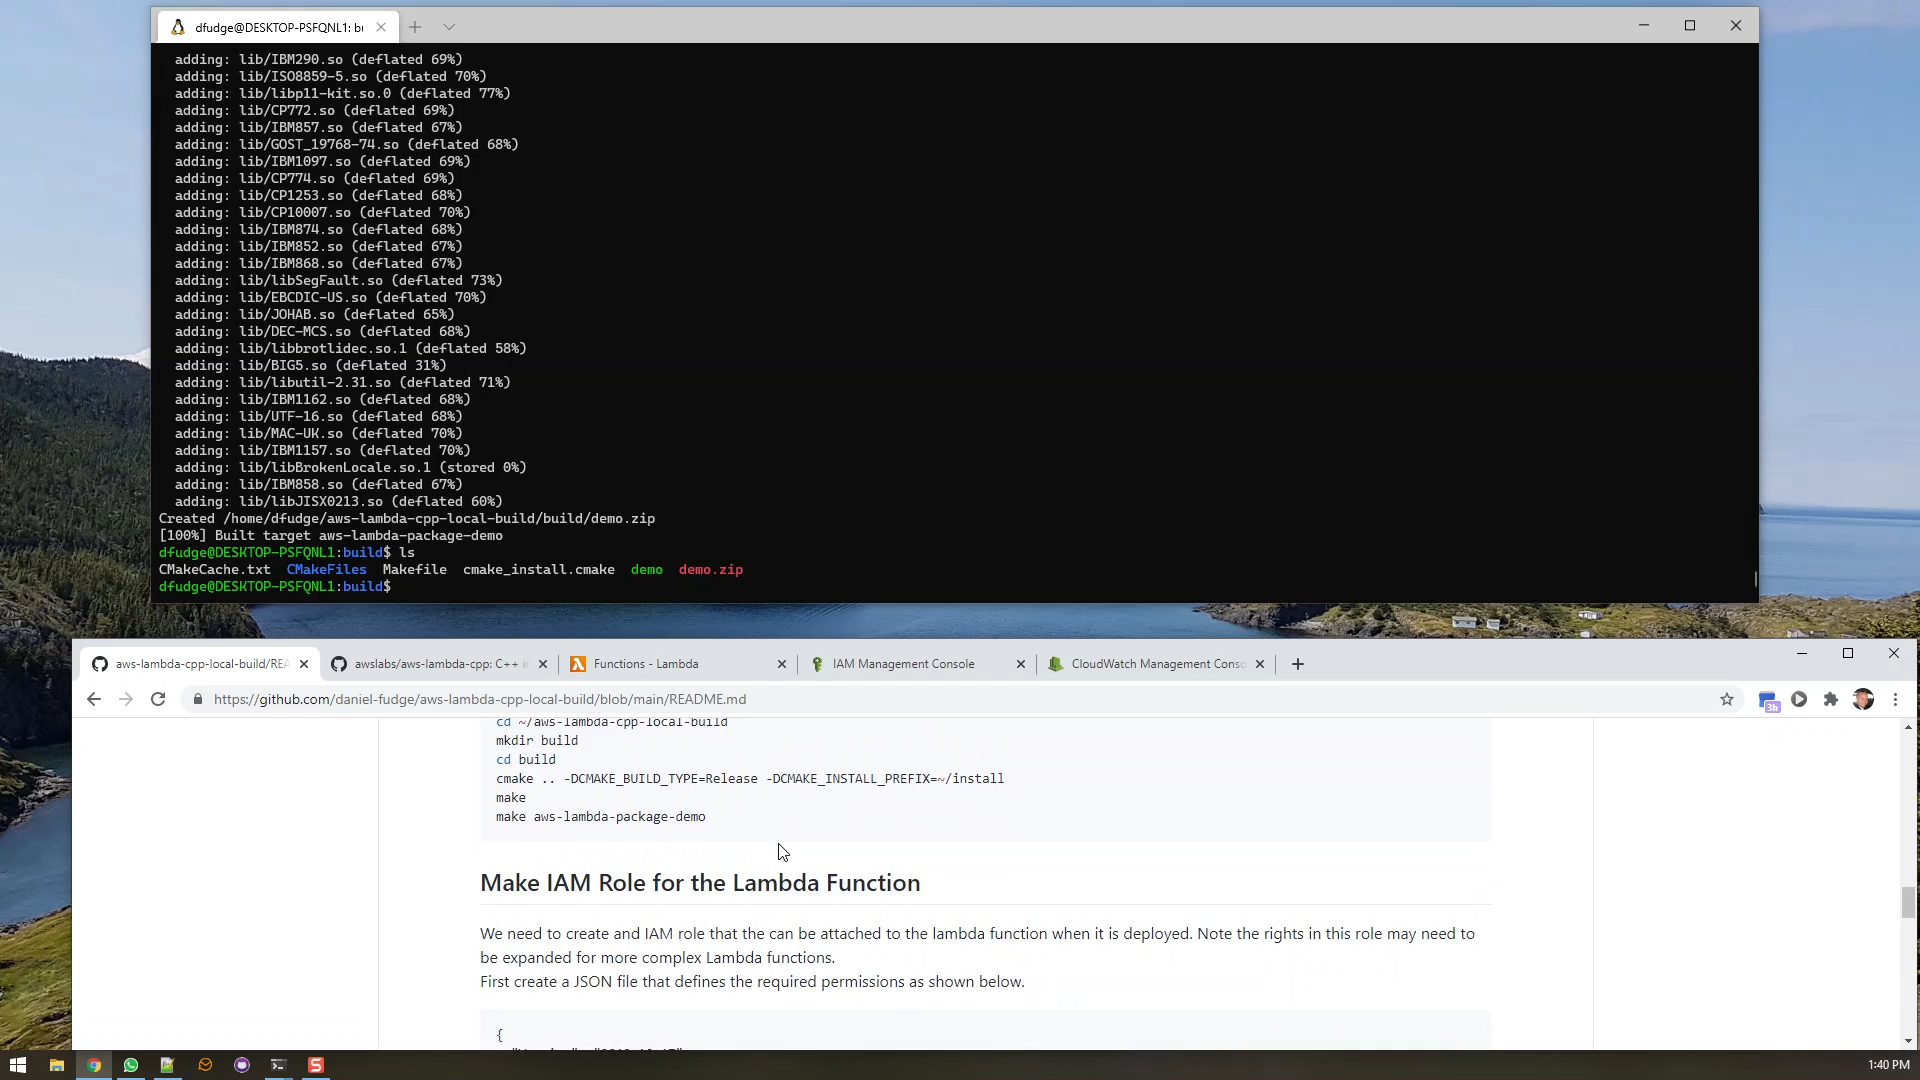 dfudge@DESKTOP-PSFQNL1: bu
adding: lib/IBM290.so (deflated 69%)
adding: lib/ISO8859-5.so (deflated 70%)
adding: lib/libp11-kit.so.0 (deflated 77%)
adding: lib/CP772.so (deflated 69%)
adding: lib/IBM857.so (deflated 67%)
adding: lib/GOST_19768-74.so (deflated 68%)
adding: lib/IBM1097.so (deflated 69%)
adding: lib/CP774.so (deflated 69%)
adding: lib/CP1253.so (deflated 68%)
adding: lib/CP10007.so (deflated 70%)
adding: lib/IBM874.so (deflated 68%)
adding: lib/IBM852.so (deflated 67%)
adding: lib/IBM868.so (deflated 67%)
adding: lib/libSegFault.so (deflated 73%)
adding: lib/EBCDIC-US.so (deflated 70%)
adding: lib/JOHAB.so (deflated 65%)
adding: lib/DEC-MCS.so (deflated 68%)
adding: lib/libbrotlidec.so.1 (deflated 58%)
adding: lib/BIG5.so (deflated 31%)
adding: lib/libutil-2.31.so (deflated 71%)
adding: lib/IBM1162.so (deflated 68%)
adding: lib/UTF-16.so (deflated 68%)
adding: lib/MAC-UK.so (deflated 70%)
adding: lib/IBM1157.so (deflated 70%)
adding: lib/libBrokenLocale.so.1 (stored 0%)
adding: lib/IBM858.so (deflated 67%)
adding: lib/libJISX0213.so (deflated 60%)
Created /home/dfudge/aws-lambda-cpp-local-build/build/demo.zip
[100%] Built target aws-lambda-package-demo
dfudge@DESKTOP-PSFQNL1:build$ ls
CMakeCache.txt CMakeFiles Makefile cmake_install.cmake demo demo.zip
dfudge@DESKTOP-PSFQNL1:build$
aws-lambda-cpp-local-build/REA awslabs/aws-lambda-cpp: C++ i Functions - Lambda IAM Management Console CloudWatch Management Conso
https://github.com/daniel-fudge/aws-lambda-cpp-local-build/blob/main/README.md
3h
cd ~/aws-lambda-cpp-local-build
mkdir build
cd build
cmake .. -DCMAKE_BUILD_TYPE=Release -DCMAKE_INSTALL_PREFIX=~/install
make
make aws-lambda-package-demo
Make IAM Role for the Lambda Function
We need to create and IAM role that the can be attached to the lambda function when it is deployed. Note the rights in this role may need to
be expanded for more complex Lambda functions.
First create a JSON file that defines the required permissions as shown below.
{
1:40 PM